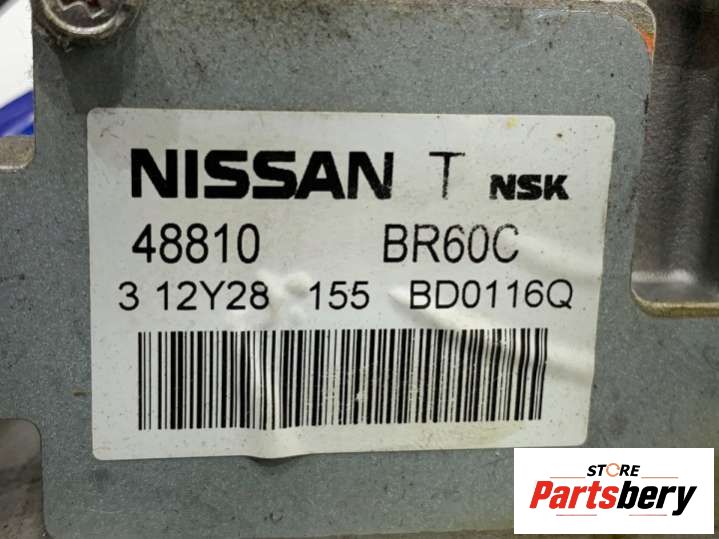 NISSAN T NSK
48810 BR60C
3 12Y28 155 BD0116Q
STORE
Partsbery